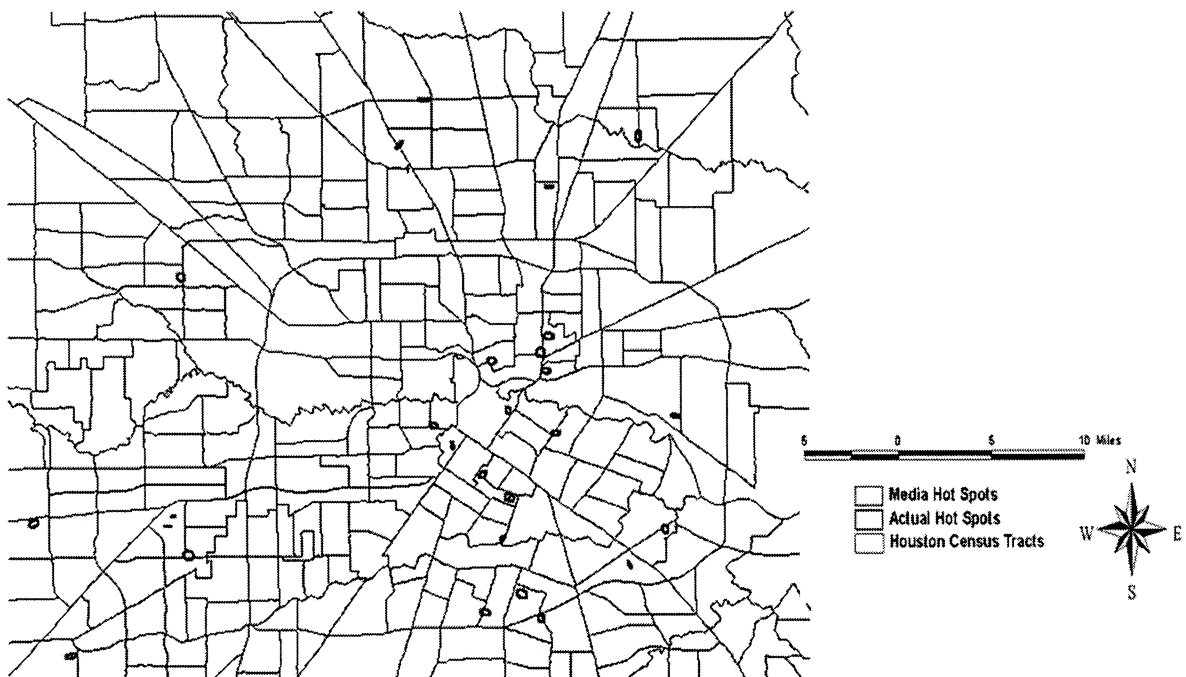 5 0 5 10 Miles
Media Hot Spots
Actual Hot Spots
Houston Census Tracts
N
W E
S